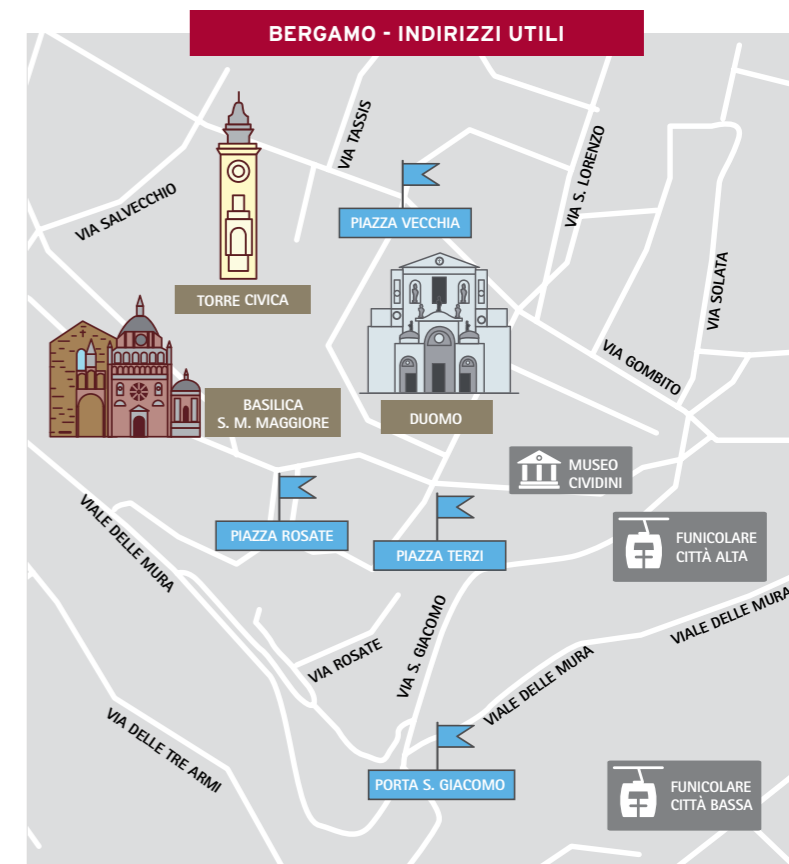 BERGAMO - INDIRIZZI UTILI
VIA TASSIS
VIA S. LORENZO
VIA SALVECCHIO
PIAZZA VECCHIA
VIA SOLATA
TORRE CIVICA
VIA GOMBITO
BASILICA
S. M. MAGGIORE
DUOMO
MUSEO
CIVIDINI
VIALE DELLE MURA
PIAZZA ROSATE
PIAZZA TERZI
FUNICOLARE
CITTÀ ALTA
VIALE DELLE MURA
VIA ROSATE
VIA S. GIACOMO
VIALE DELLE MURA
VIA DELLE TRE ARMI
PORTA S. GIACOMO
FUNICOLARE
CITTÀ BASSA